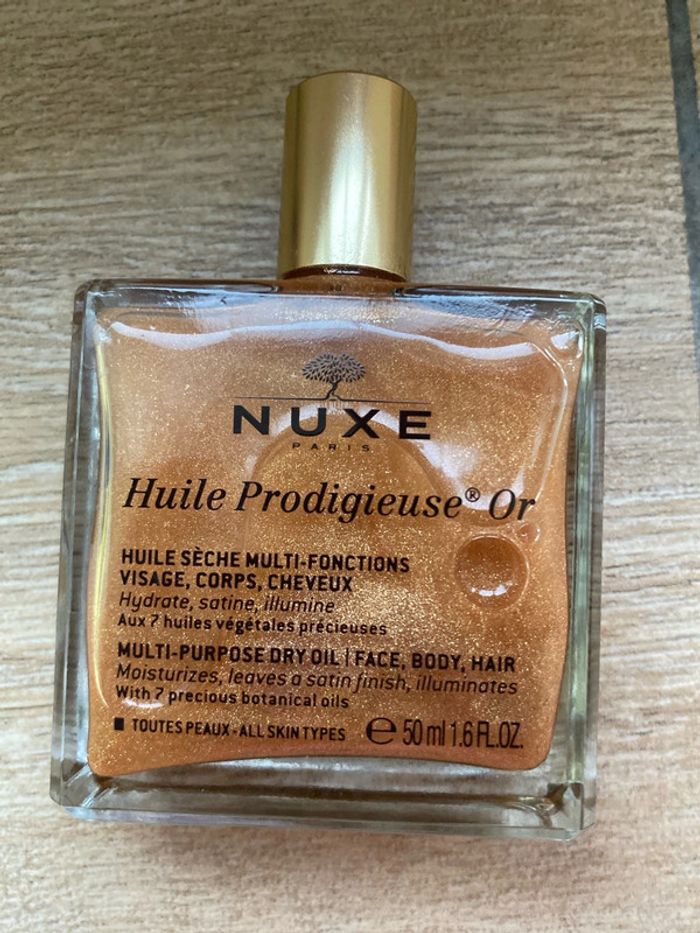 NUXE
PARIS
Huile Prodigieuse® Or
HUILE SÈCHE MULTI-FONCTIONS
VISAGE, CORPS, CHEVEUX
Hydrate, satine, illumine
Aux 7 huiles végétales précieuses
MULTI-PURPOSE DRY OIL | FACE, BODY, HAIR
Moisturizes, leaves a satin finish, illuminates
With 7 precious botanical oils
■ TOUTES PEAUX - ALL SKIN TYPES ℮ 50 ml 1.6 FL.OZ.